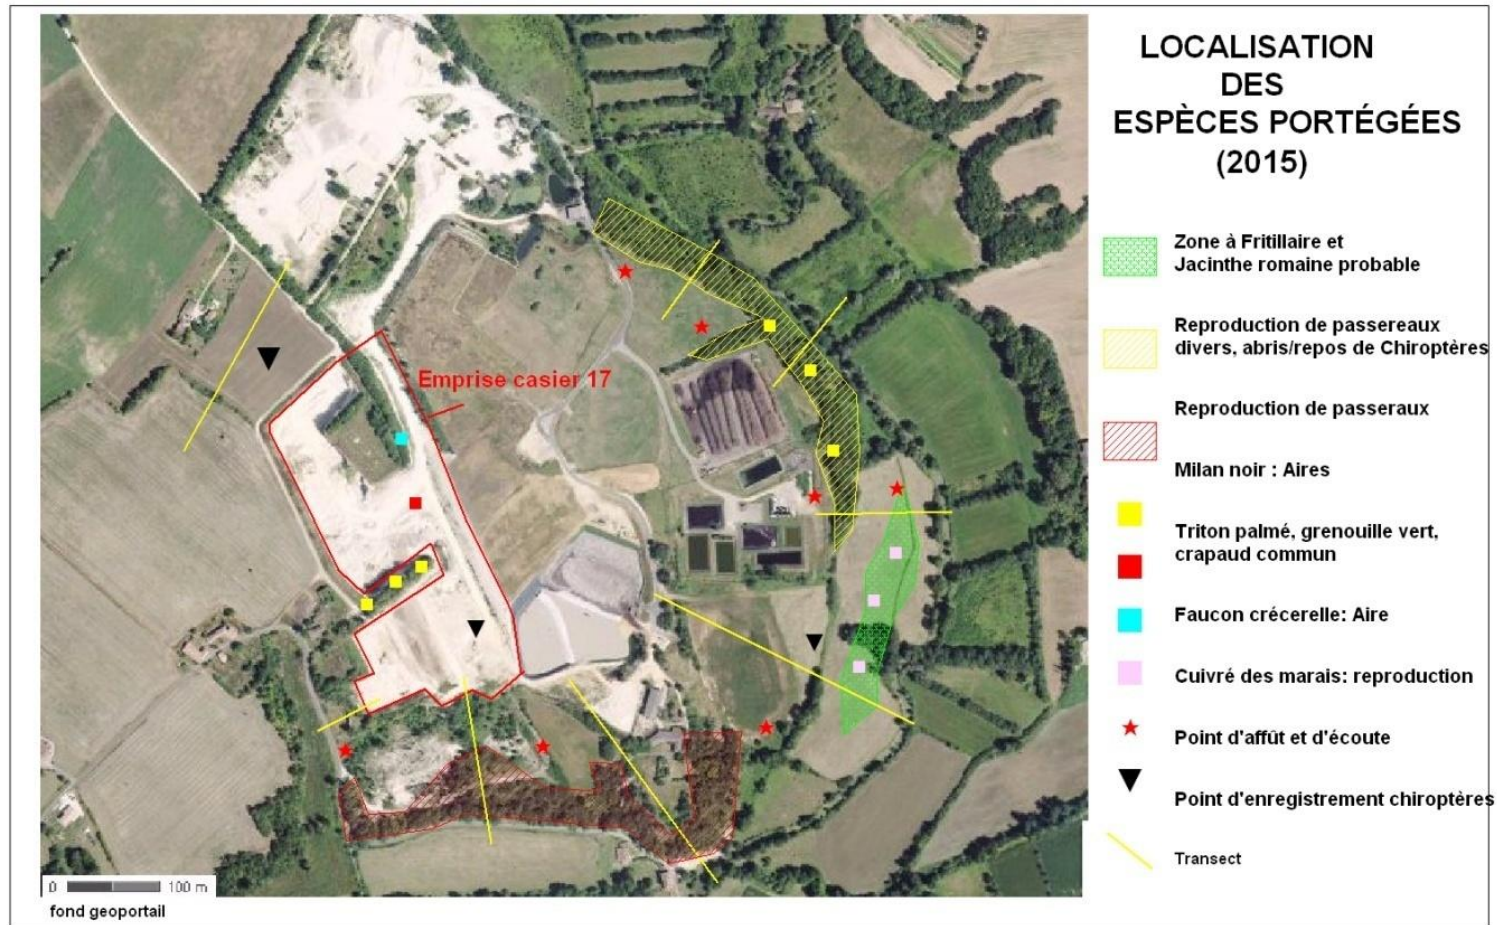 LOCALISATION
DES
ESPÈCES PORTÉGÉES
(2015)
Zone à Fritillaire et
Jacinthe romaine probable
Reproduction de passereaux
divers, abris/repos de Chiroptères
Reproduction de passeraux
Milan noir : Aires
Triton palmé, grenouille vert,
crapaud commun
Faucon crécerelle: Aire
Cuivré des marais: reproduction
Point d'affût et d'écoute
Point d'enregistrement chiroptères
Transect
Emprise casier 17
0 100 m
fond geoportail